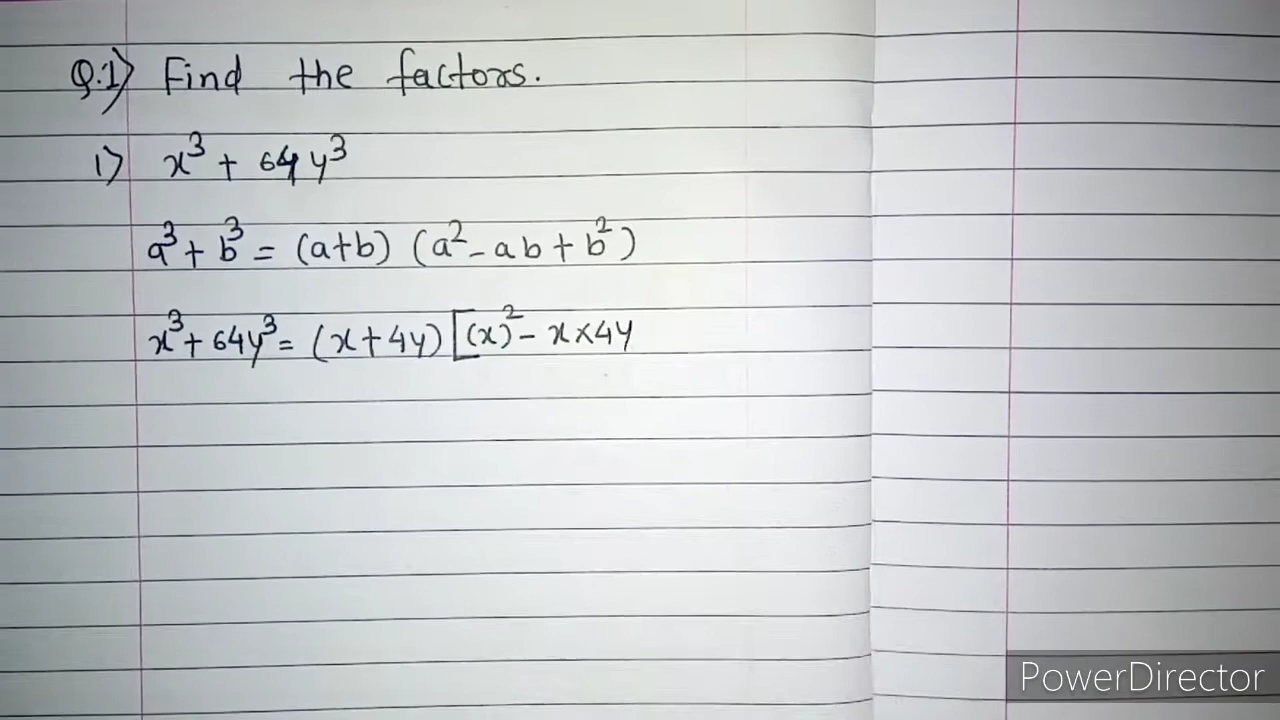 Q.1) Find the factors.
1) x³ + 64y³
a³ + b³ = (a+b) (a² - ab + b²)
x³ + 64y³ = (x + 4y) [(x)² - x × 4y
PowerDirector